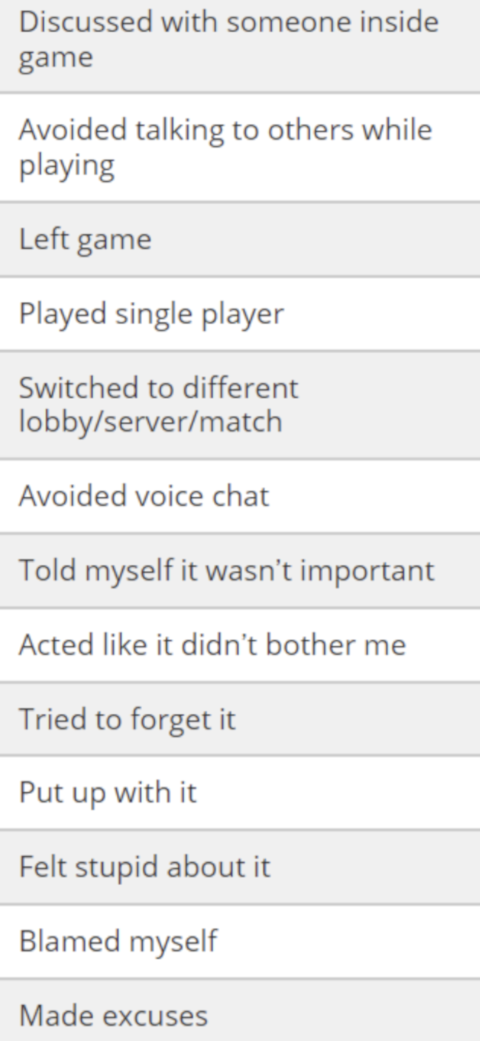 Discussed with someone inside
game
Avoided talking to others while
playing
Left game
Played single player
Switched to different
lobby/server/match
Avoided voice chat
Told myself it wasn’t important
Acted like it didn’t bother me
Tried to forget it
Put up with it
Felt stupid about it
Blamed myself
Made excuses